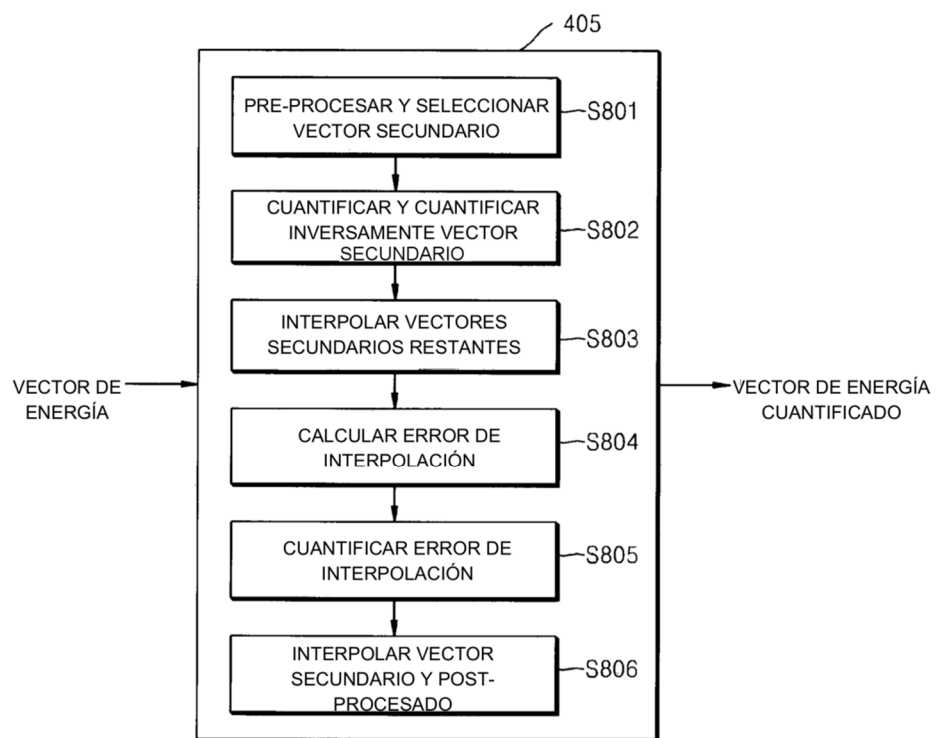 405
PRE-PROCESAR Y SELECCIONAR
VECTOR SECUNDARIO
S801
CUANTIFICAR Y CUANTIFICAR
INVERSAMENTE VECTOR
SECUNDARIO
S802
INTERPOLAR VECTORES
SECUNDARIOS RESTANTES
S803
VECTOR DE
ENERGÍA
VECTOR DE ENERGÍA
CUANTIFICADO
CALCULAR ERROR DE
INTERPOLACIÓN
S804
CUANTIFICAR ERROR DE
INTERPOLACIÓN
S805
INTERPOLAR VECTOR
SECUNDARIO Y POST-
PROCESADO
S806